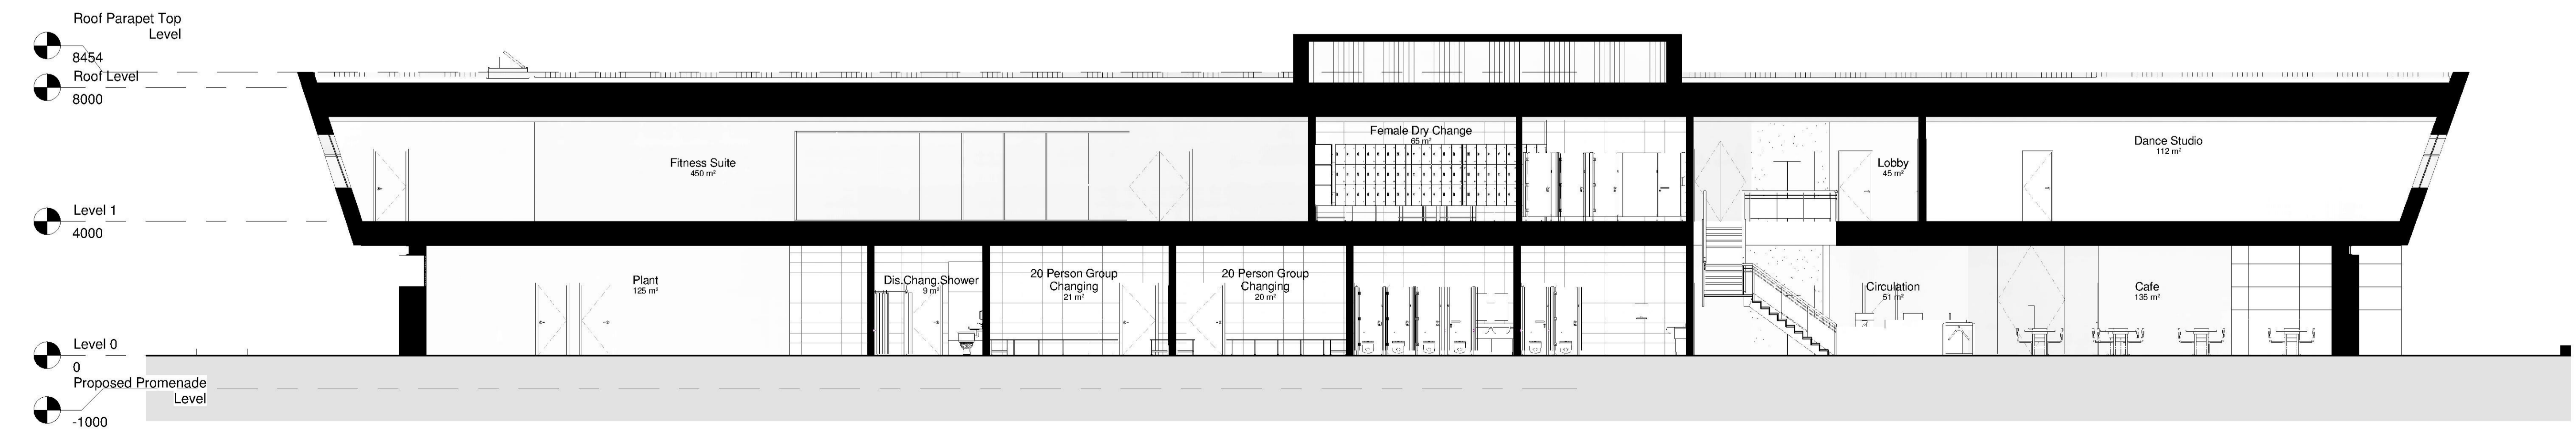 Roof Parapet Top
Level
8454
Roof Level
8000
Level 1
4000
Level 0
0
Proposed Promenade
Level
-1000
Fitness Suite
450 m²
Female Dry Change
65 m²
Lobby
45 m²
Dance Studio
112 m²
Plant
125 m²
Dis.Chang.Shower
9 m²
20 Person Group
Changing
21 m²
20 Person Group
Changing
20 m²
Circulation
51 m²
Cafe
135 m²